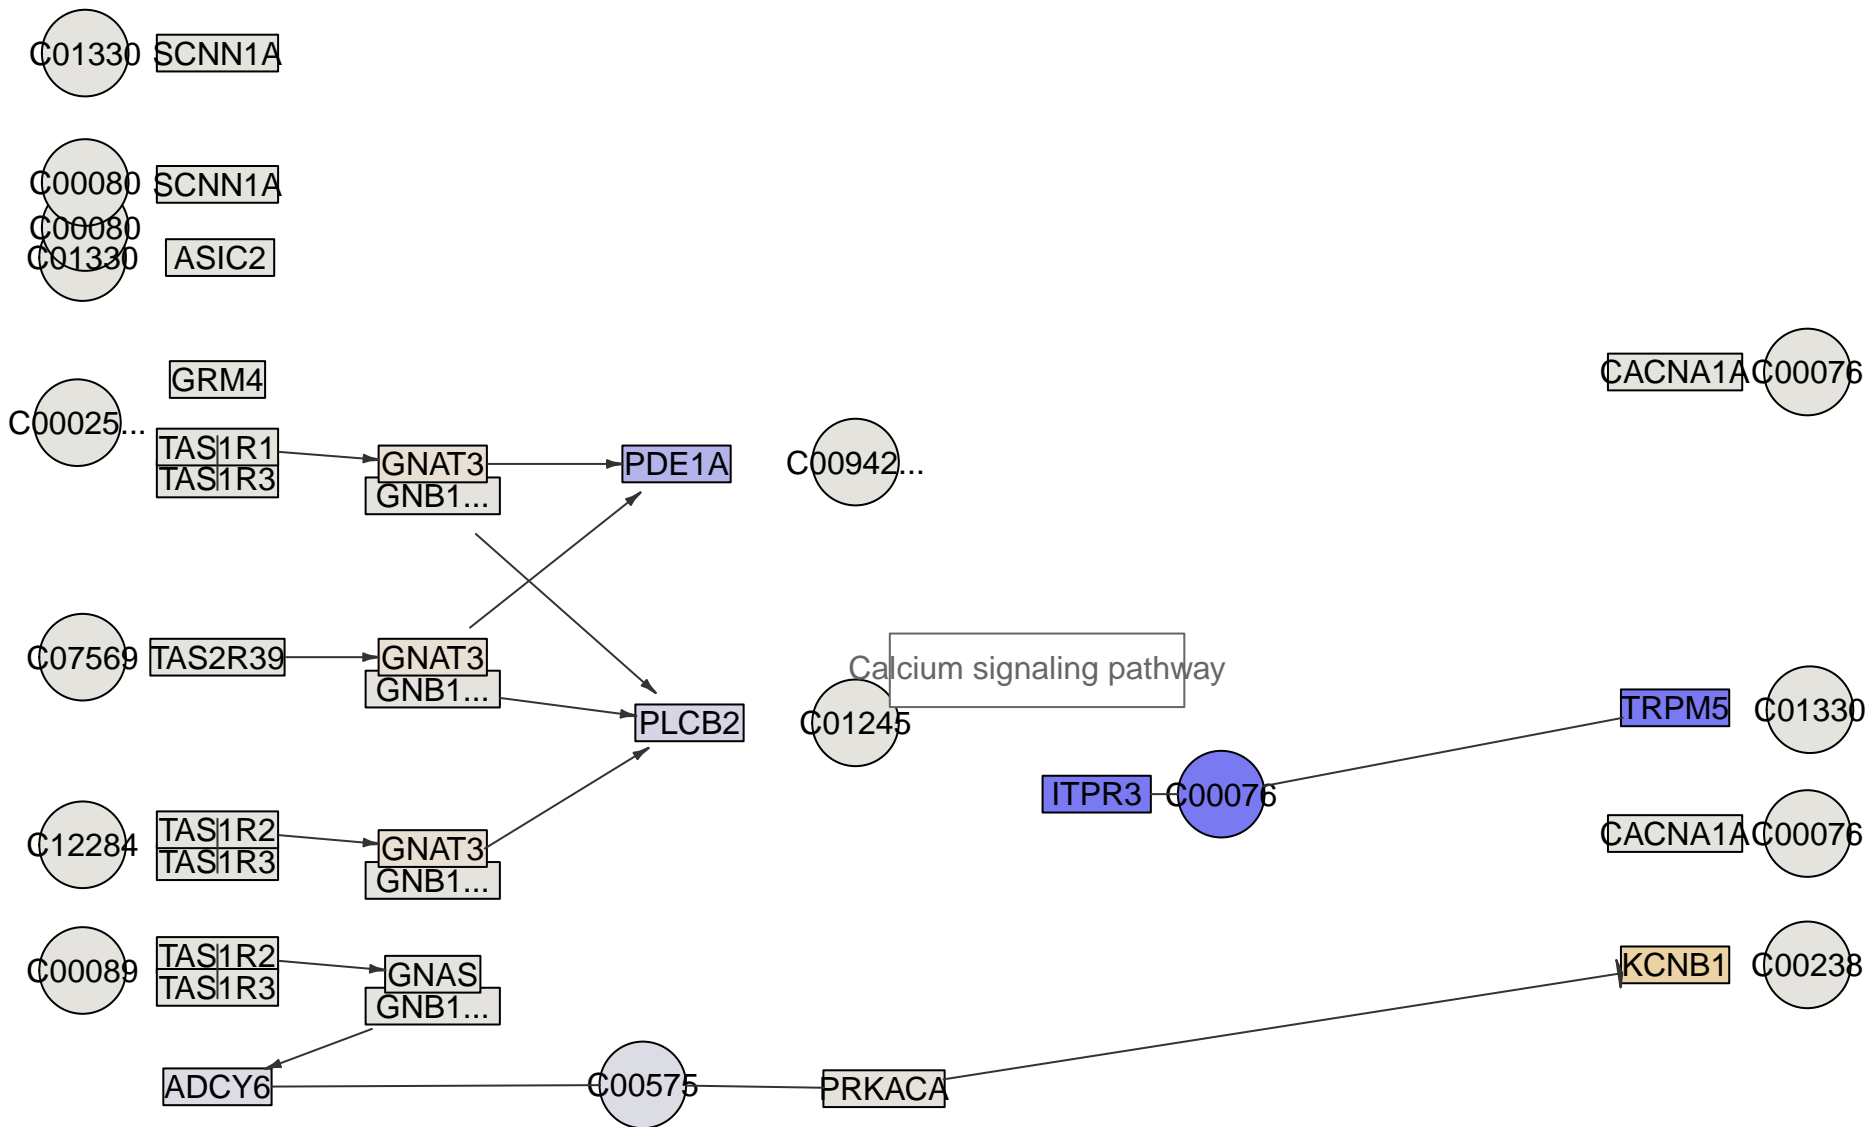 C01330 SCNN1A
C00080 SCNN1A
C00080
C01330 ASIC2
GRM4
CACNA1A C00076
C00025...
TAS1R1
GNAT3 PDE1A C00942...
TAS1R3
GNB1...
C07569 TAS2R39 GNAT3
Calcium signaling pathway
GNB1...
TRPM5 C01330
PLCB2 C01245
ITPR3 C00076
TAS1R2
CACNA1A C00076
C12284
GNAT3
TAS1R3
GNB1...
TAS1R2
KCNB1 C00238
C00089
GNAS
TAS1R3
GNB1...
ADCY6 C00575 PRKACA